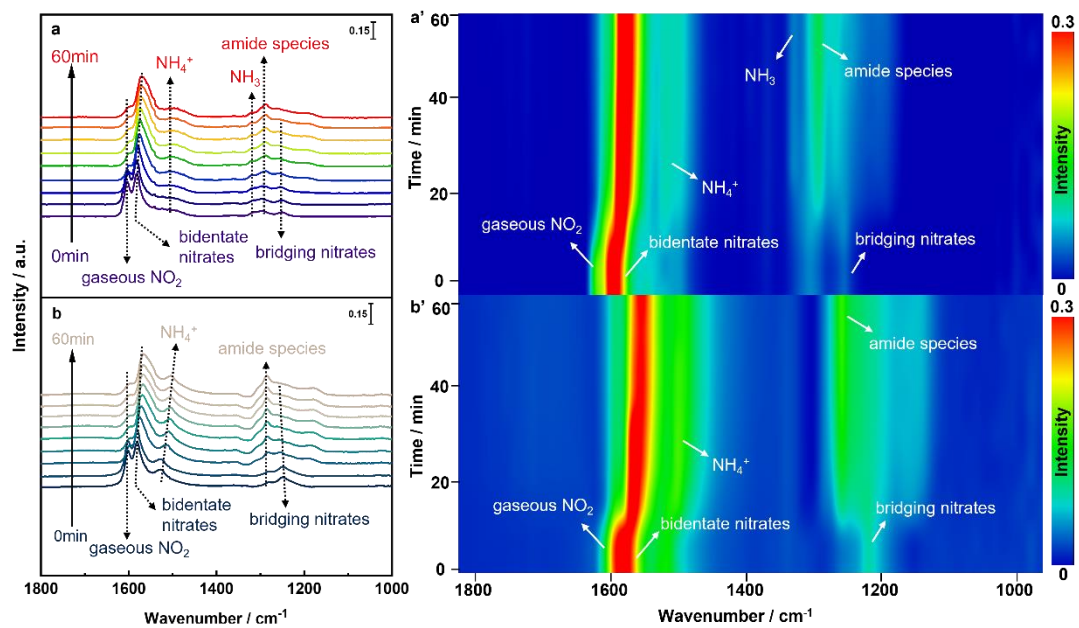 a
0.15
60min
0min
NH₄⁺
amide species
NH₃
gaseous NO₂
bidentate
nitrates
bridging nitrates
b
0.15
60min
0min
NH₄⁺
amide species
bidentate
nitrates
gaseous NO₂
bridging nitrates
Intensity / a.u.
1800 1600 1400 1200 1000
Wavenumber / cm⁻¹
a'
60
40
20
0
Time / min
NH₃
amide species
NH₄⁺
gaseous NO₂
bidentate nitrates
bridging nitrates
0.3
Intensity
0
b'
60
40
20
0
Time / min
amide species
NH₄⁺
gaseous NO₂
bidentate nitrates
bridging nitrates
0.3
Intensity
0
1800 1600 1400 1200 1000
Wavenumber / cm⁻¹